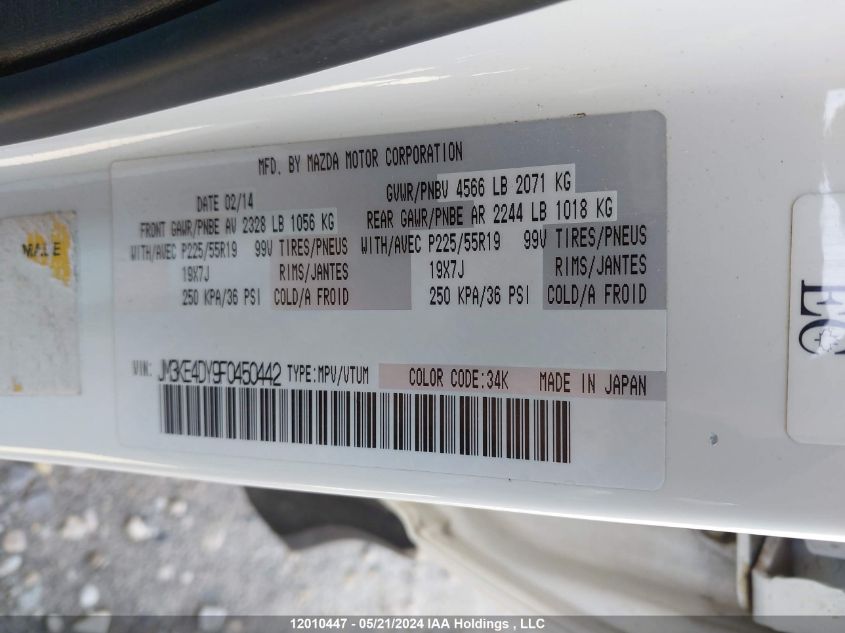 MFD. BY MAZDA MOTOR CORPORATION
DATE 02/14 GVWR/PNBV 4566 LB 2071 KG
FRONT GAWR/PNBE AV 2328 LB 1056 KG REAR GAWR/PNBE AR 2244 LB 1018 KG
WITH/AVEC P225/55R19 99V TIRES/PNEUS WITH/AVEC P225/55R19 99V TIRES/PNEUS
19X7J RIMS/JANTES 19X7J RIMS/JANTES
250 KPA/36 PSI COLD/A FROID 250 KPA/36 PSI COLD/A FROID
VIN: JM3KE4DY9F0450442 TYPE:MPV/VTUM COLOR CODE:34K MADE IN JAPAN
EC
12010447 - 05/21/2024 IAA Holdings , LLC